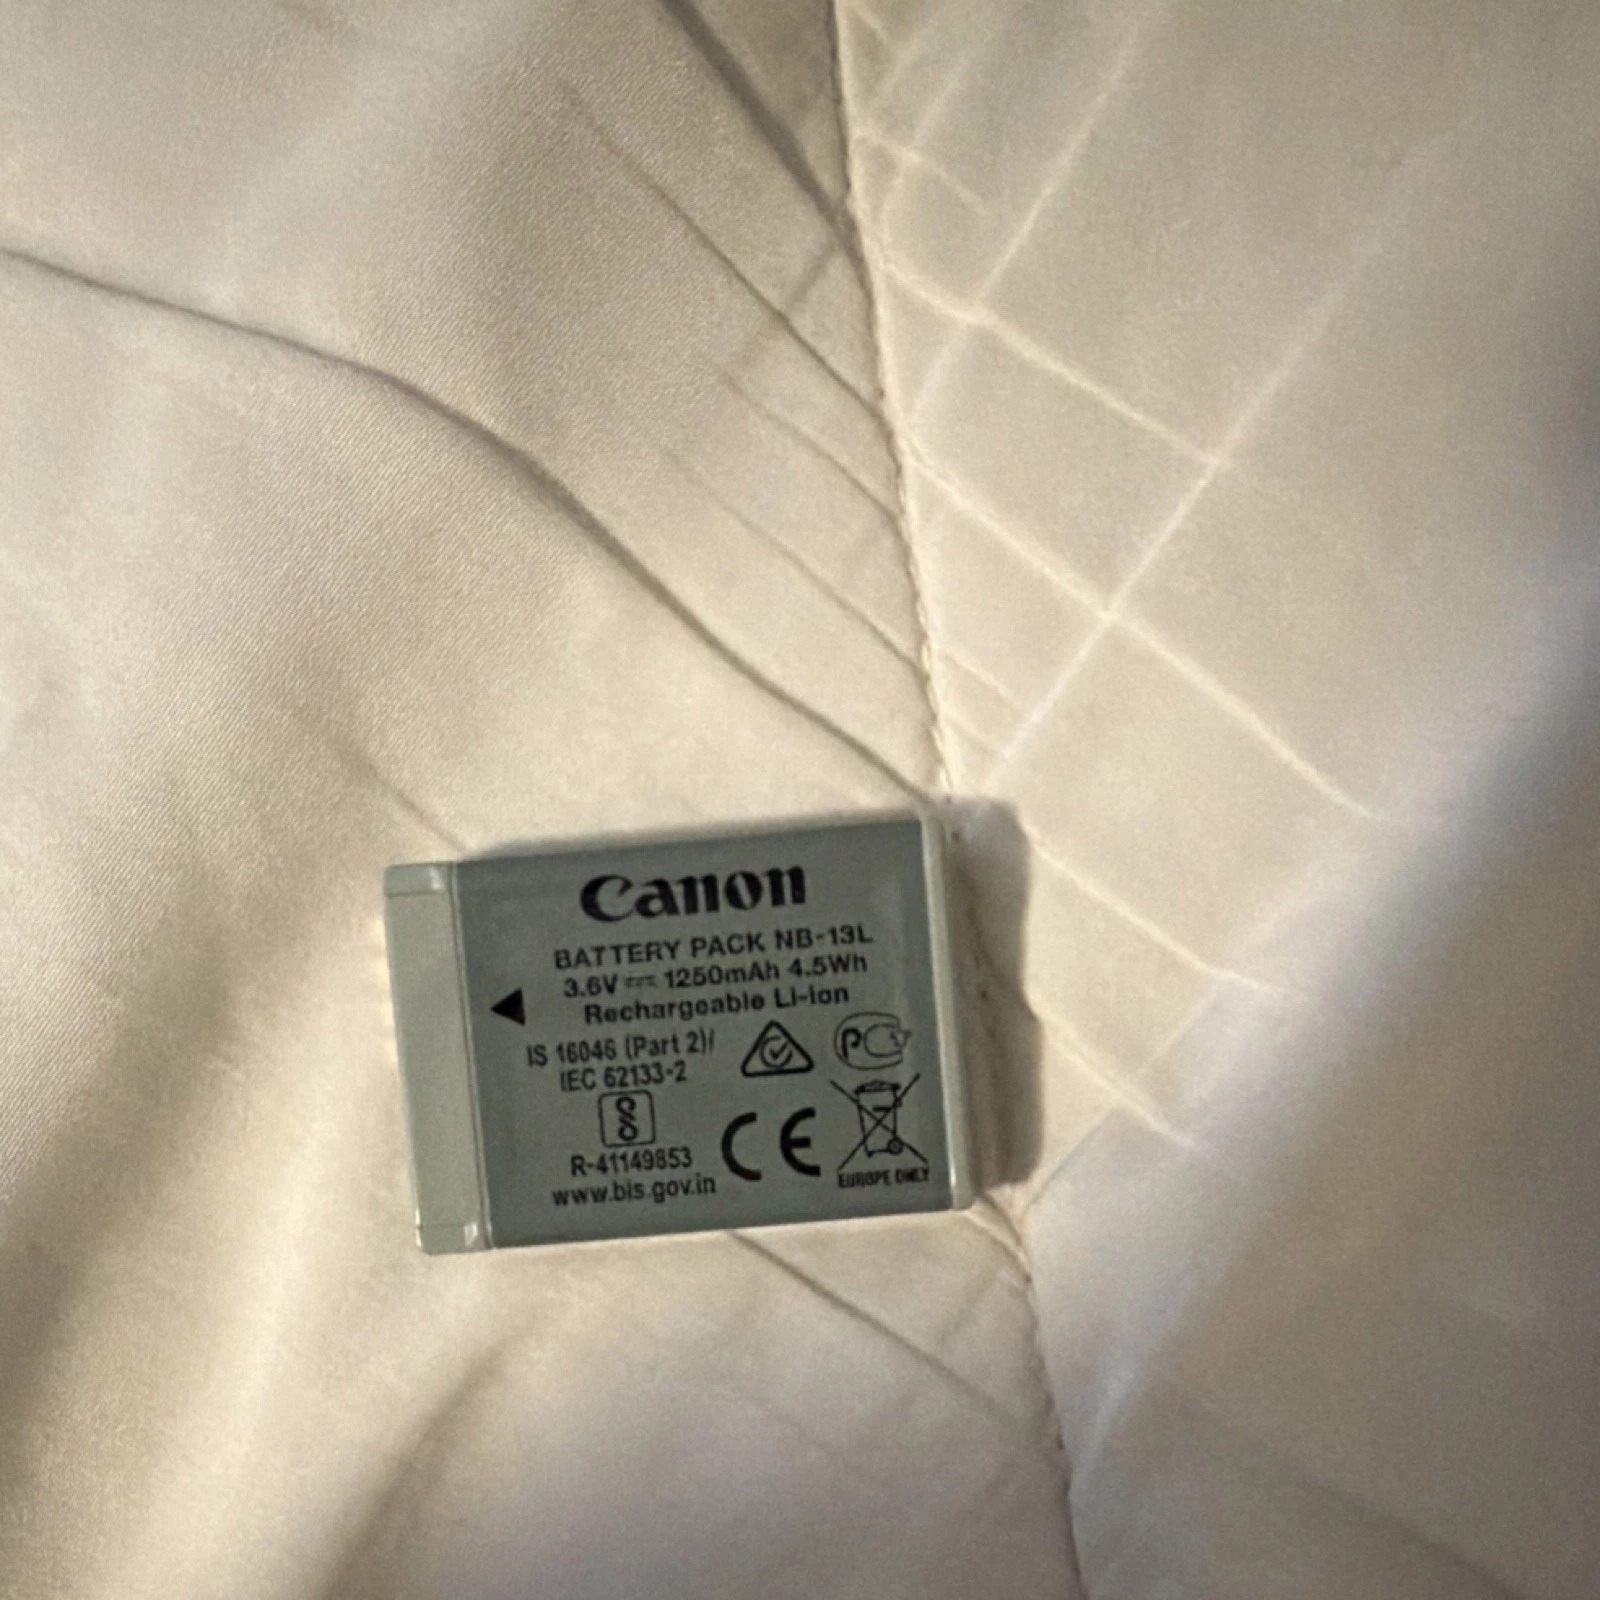 Canon
BATTERY PACK NB-13L
3.6V ⎓ 1250mAh 4.5Wh
Rechargeable Li-ion
IS 16046 (Part 2)/
IEC 62133-2
R-41149853
www.bis.gov.in
CE
EUROPE ONLY